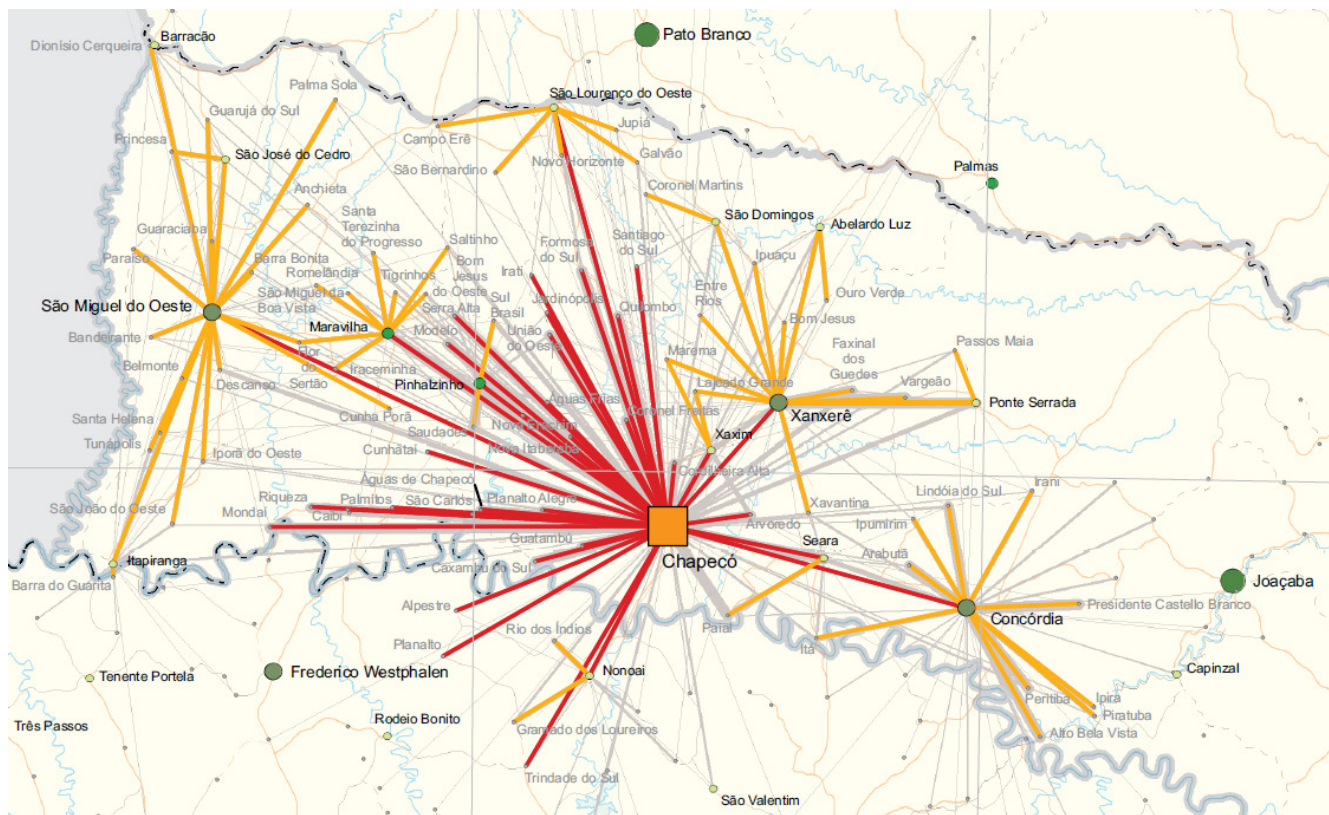 Barracão
Dionísio Cerqueira
Pato Branco
Palma Sola
São Lourenço do Oeste
Guarujá do Sul
Jupiá
Campo Erê
Princesa
São José do Cedro
Novo Horizonte
Galvão
São Bernardino
Palmas
Anchieta
Coronel Martins
Santa
Terezinha
do Progresso
São Domingos
Abelardo Luz
Guaraciaba
Saltinho
Formosa
do Sul
Santiago
do Sul
Ipuaçu
Paraíso
Barra Bonita
Bom
Jesus
do Oeste
Irati
Romelândia
Tigrinhos
Entre
Rios
São Miguel da
Boa Vista
Sul
Brasil
Jardinópolis
Quilombo
Ouro Verde
São Miguel do Oeste
Serra Alta
Maravilha
Modelo
União
do Oeste
Bom Jesus
Bandeirante
Flor
do
Sertão
Iraceminha
Marema
Faxinal
dos
Guedes
Passos Maia
Belmonte
Descanso
Pinhalzinho
Lajeado Grande
Vargeão
Águas Frias
Ponte Serrada
Santa Helena
Cunha Porã
Coronel Freitas
Xanxerê
Saudades
Nova Erechim
Xaxim
Tunápolis
Cunhataí
Nova Itaberaba
Iporã do Oeste
Cordilheira Alta
Águas de Chapecó
Lindóia do Sul
Irani
São João do Oeste
Riqueza
Palmitos
São Carlos
Planalto Alegre
Xavantina
Mondaí
Caibi
Arvoredo
Ipumirim
Guatambú
Seara
Arabutã
Itapiranga
Caxambu do Sul
Chapecó
Barra do Guarita
Joaçaba
Alpestre
Presidente Castello Branco
Paial
Concórdia
Rio dos Índios
Planalto
Itá
Frederico Westphalen
Nonoai
Capinzal
Tenente Portela
Peritiba
Ipira
Três Passos
Rodeio Bonito
Piratuba
Gramado dos Loureiros
Alto Bela Vista
Trindade do Sul
São Valentim